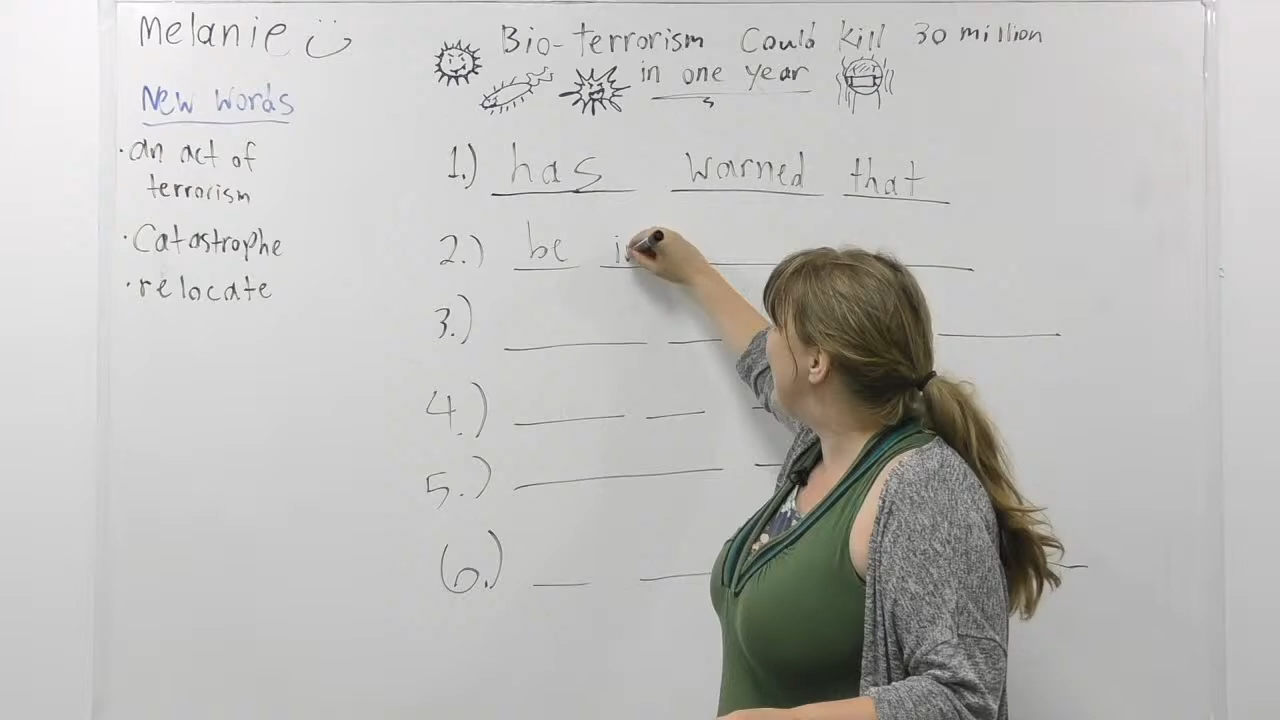 Melanie
Bio-terrorism Could kill 30 million
in one year
New words
• an act of
terrorism
• Catastrophe
• relocate
1.) has warned that
2.) be i
3.)
4.)
5.)
6.)